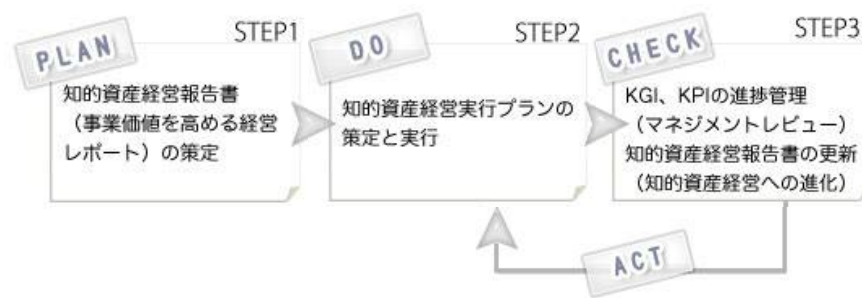 PLAN
STEP1
知的資産経営報告書
（事業価値を高める経営
レポート）の策定
DO
STEP2
知的資産経営実行プランの
策定と実行
CHECK
STEP3
KGI、KPIの進捗管理
（マネジメントレビュー）
知的資産経営報告書の更新
（知的資産経営への進化）
ACT